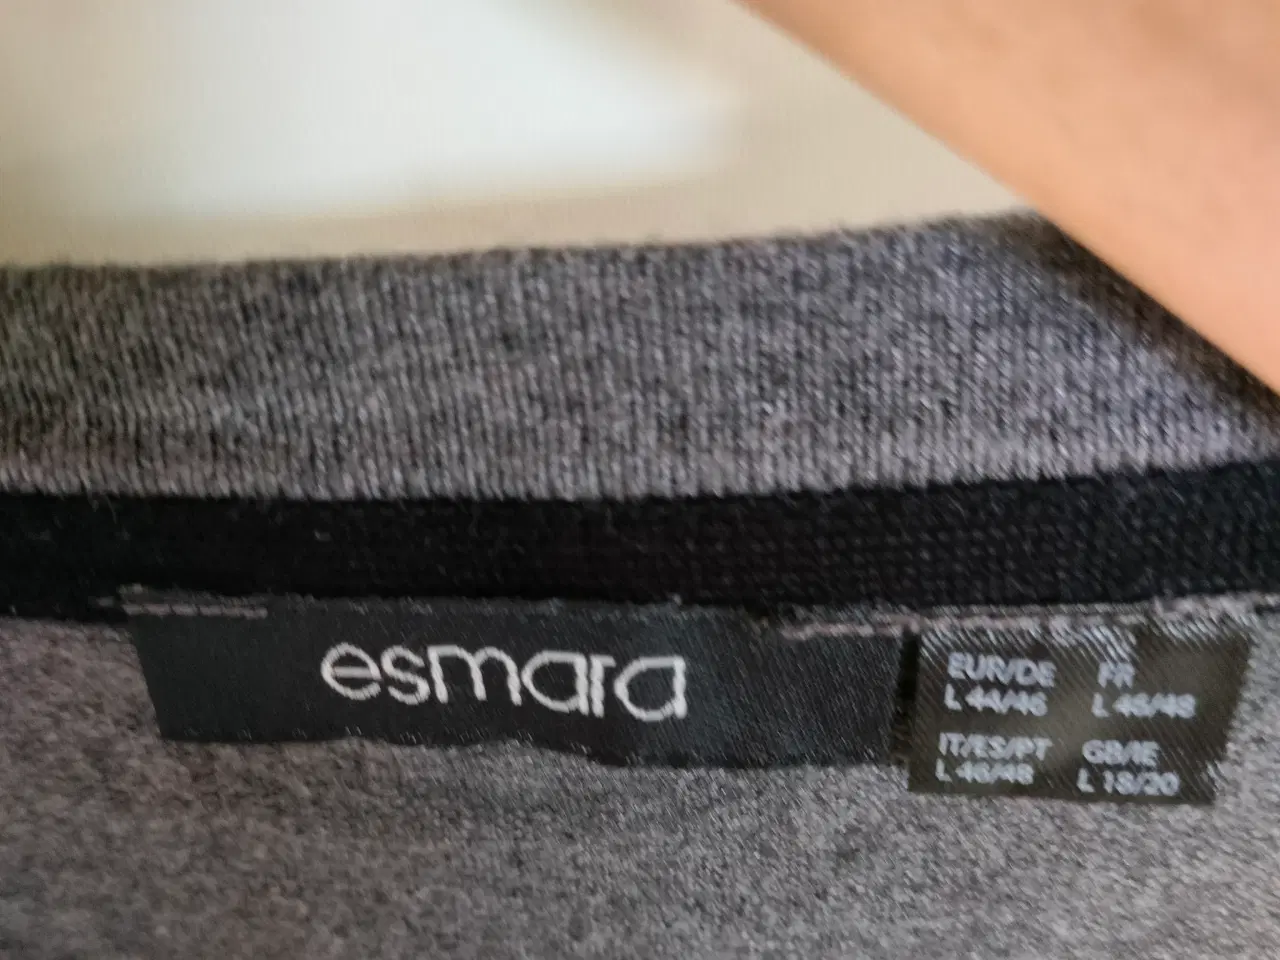 esmara
EUR/DE
L 44/46
FR
L 46/48
IT/ES/PT
L 46/48
GB/IE
L 18/20